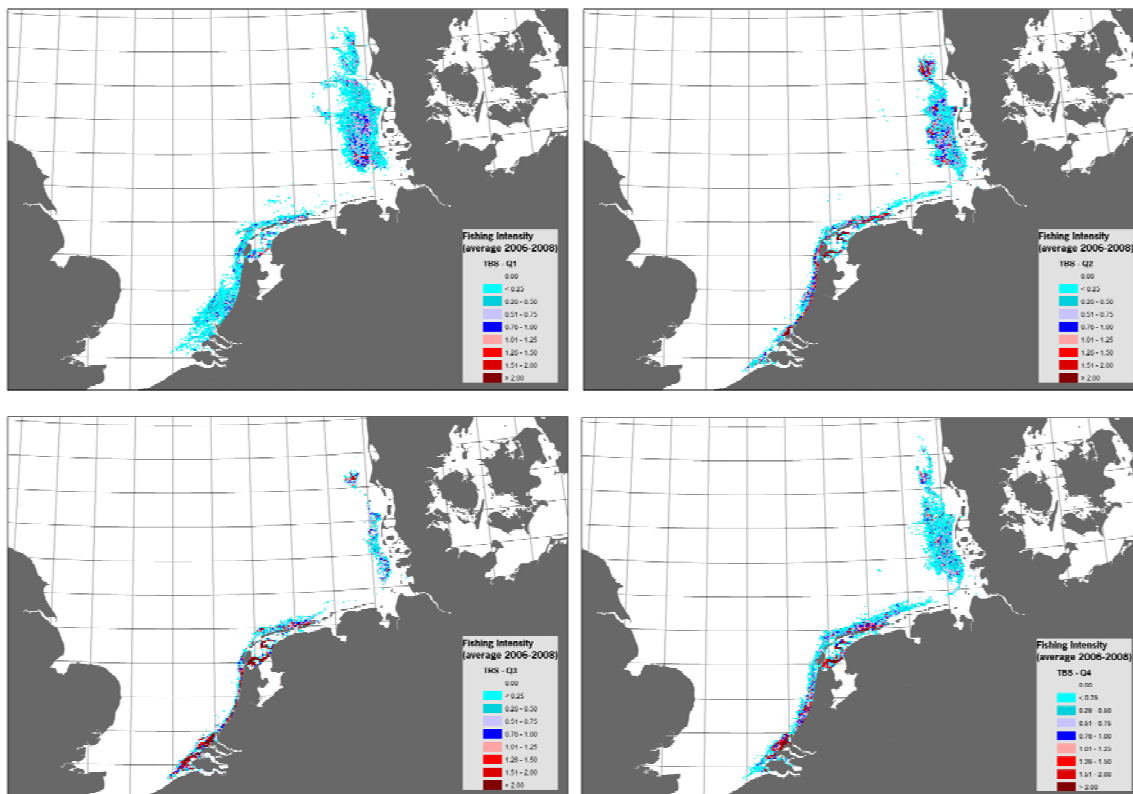 Fishing Intensity
(average 2006-2008)
TBS - Q1
0.00
< 0.25
0.26 - 0.50
0.51 - 0.75
0.76 - 1.00
1.01 - 1.25
1.26 - 1.50
1.51 - 2.00
> 2.00
Fishing Intensity
(average 2006-2008)
TBS - Q2
0.00
< 0.25
0.26 - 0.50
0.51 - 0.75
0.76 - 1.00
1.01 - 1.25
1.26 - 1.50
1.51 - 2.00
> 2.00
Fishing Intensity
(average 2006-2008)
TBS - Q3
0.00
< 0.25
0.26 - 0.50
0.51 - 0.75
0.76 - 1.00
1.01 - 1.25
1.26 - 1.50
1.51 - 2.00
> 2.00
Fishing Intensity
(average 2006-2008)
TBS - Q4
0.00
< 0.25
0.26 - 0.50
0.51 - 0.75
0.76 - 1.00
1.01 - 1.25
1.26 - 1.50
1.51 - 2.00
> 2.00